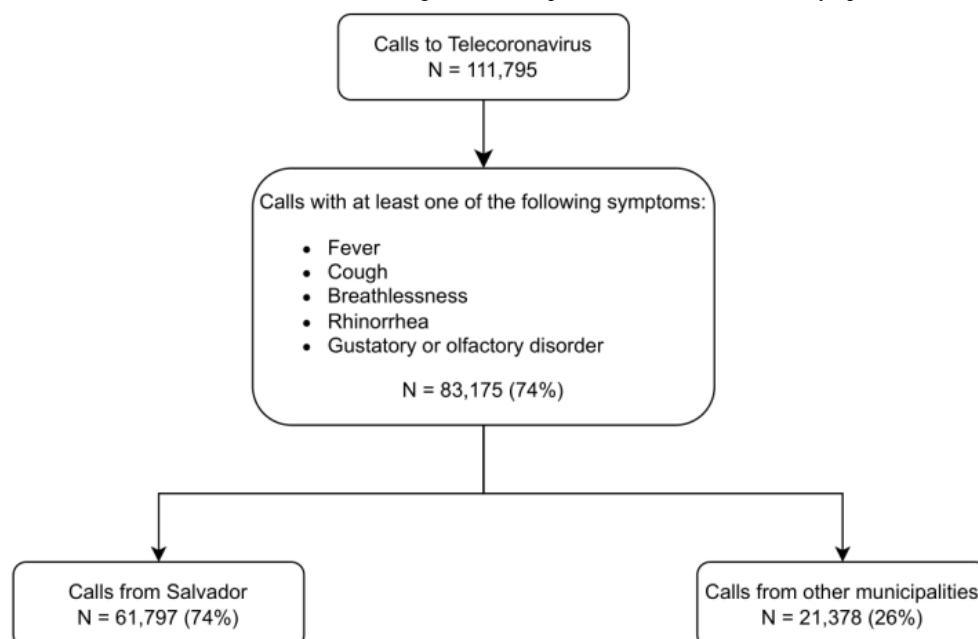 Calls to Telecoronavirus
N = 111,795
Calls with at least one of the following symptoms:
• Fever
• Cough
• Breathlessness
• Rhinorrhea
• Gustatory or olfactory disorder
N = 83,175 (74%)
Calls from Salvador
N = 61,797 (74%)
Calls from other municipalities
N = 21,378 (26%)